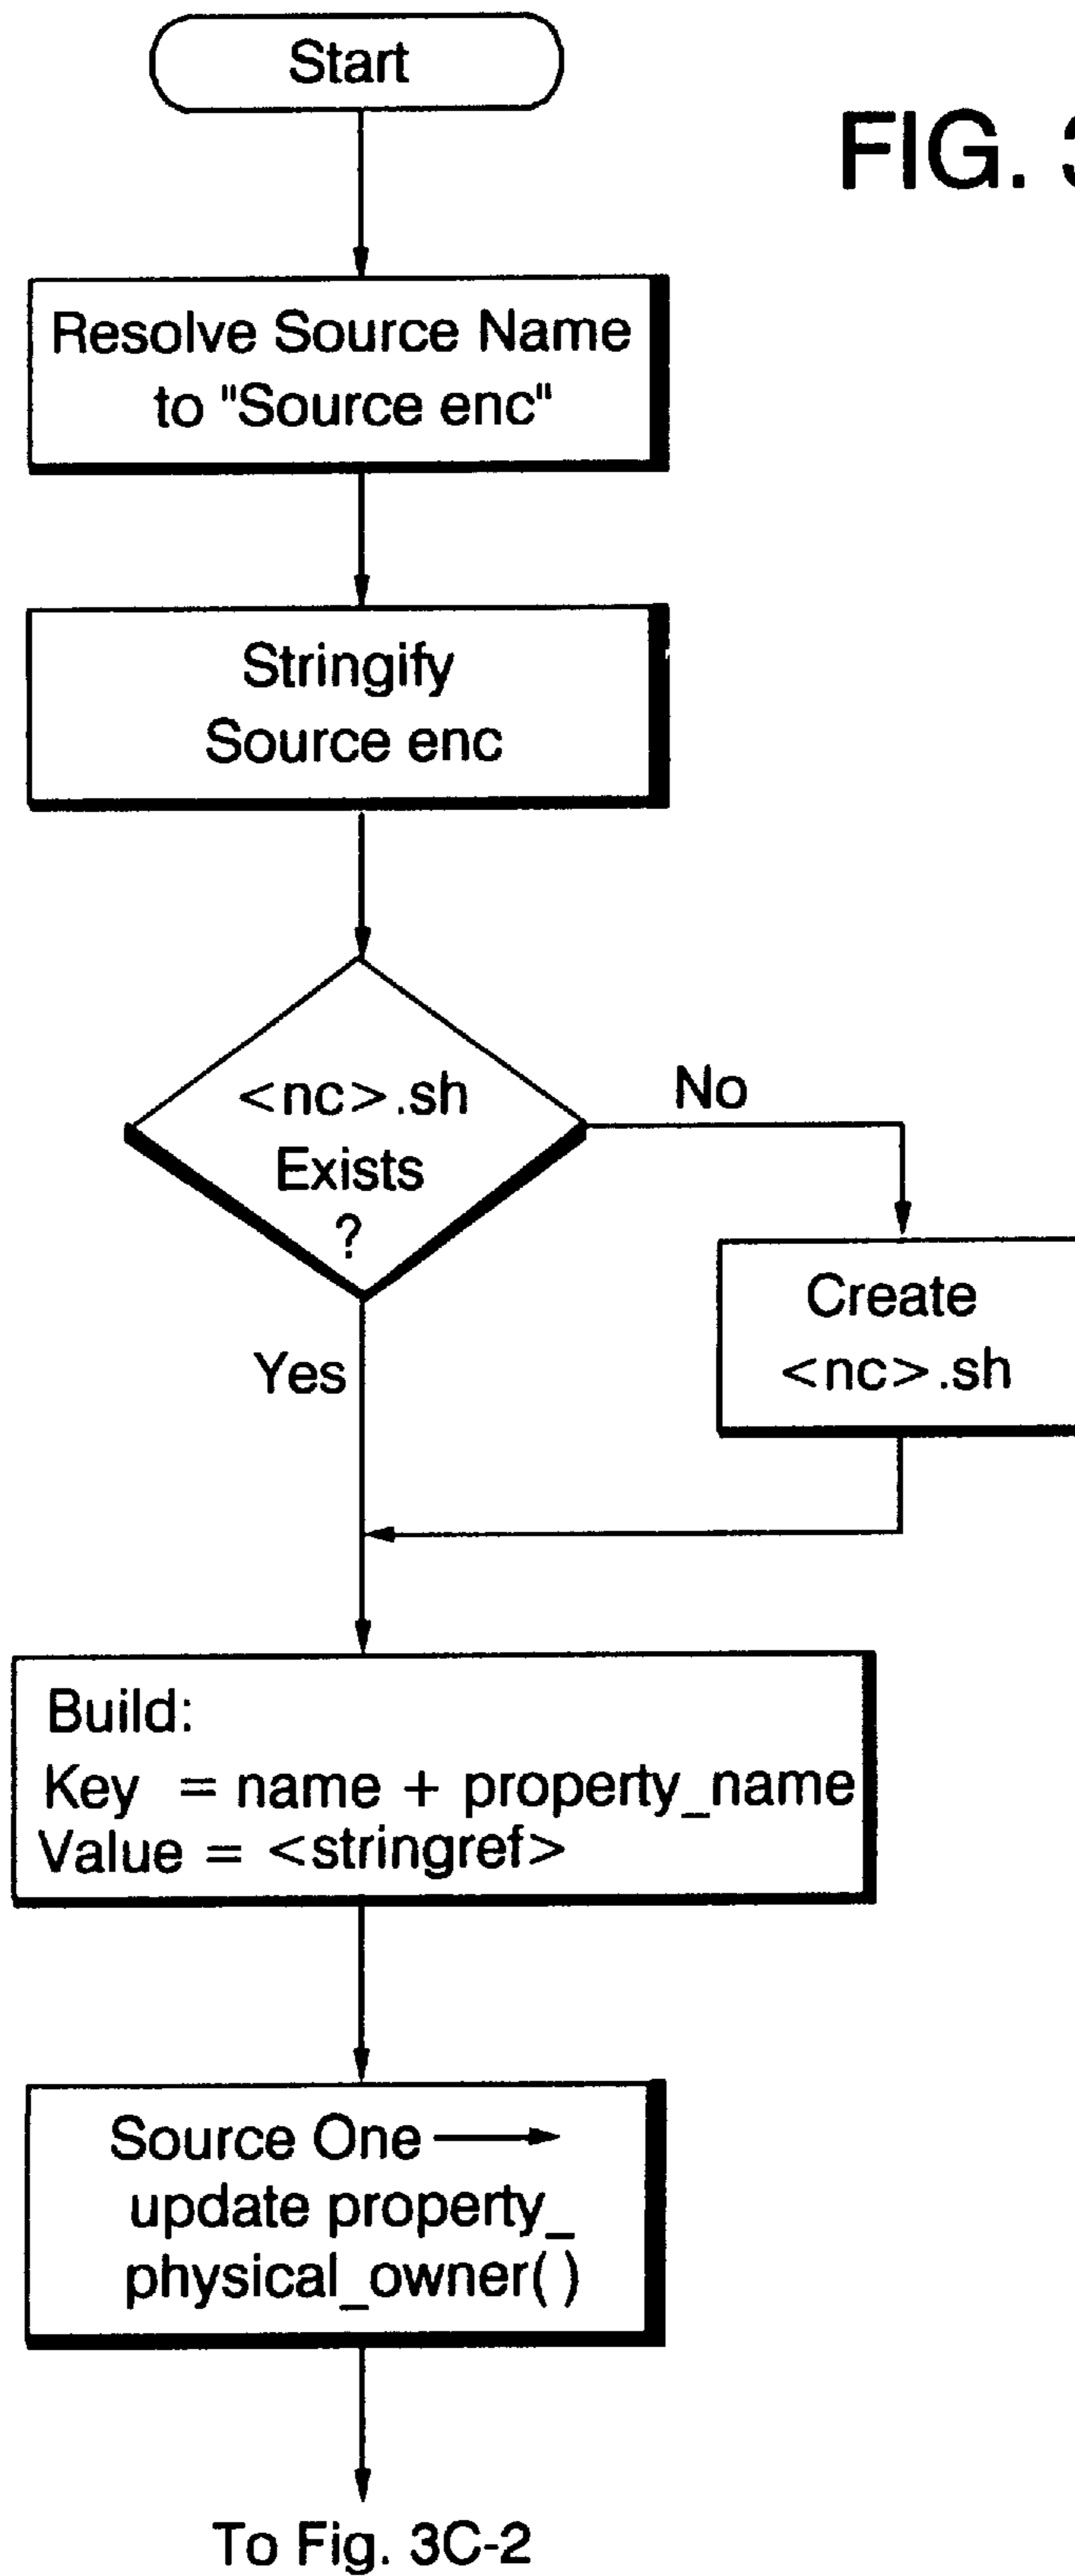 Start
FIG. 3
Resolve Source Name
to "Source enc"
Stringify
Source enc
<nc>.sh
Exists
?
No
Create
<nc>.sh
Yes
Build:
Key = name + property_name
Value = <stringref>
Source One ⟶
update property_
physical_owner( )
To Fig. 3C-2